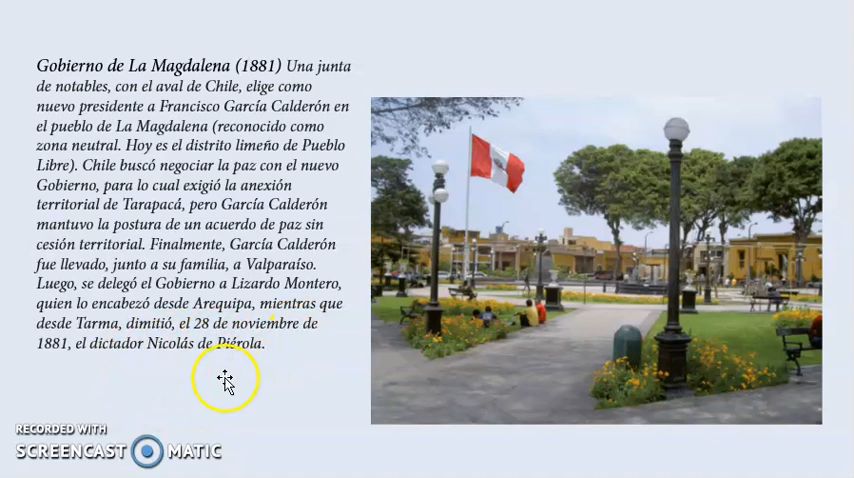 Gobierno de La Magdalena (1881) Una junta
de notables, con el aval de Chile, elige como
nuevo presidente a Francisco García Calderón en
el pueblo de La Magdalena (reconocido como
zona neutral. Hoy es el distrito limeño de Pueblo
Libre). Chile buscó negociar la paz con el nuevo
Gobierno, para lo cual exigió la anexión
territorial de Tarapacá, pero García Calderón
mantuvo la postura de un acuerdo de paz sin
cesión territorial. Finalmente, García Calderón
fue llevado, junto a su familia, a Valparaíso.
Luego, se delegó el Gobierno a Lizardo Montero,
quien lo encabezó desde Arequipa, mientras que
desde Tarma, dimitió, el 28 de noviembre de
1881, el dictador Nicolás de Piérola.
RECORDED WITH
SCREENCAST MATIC